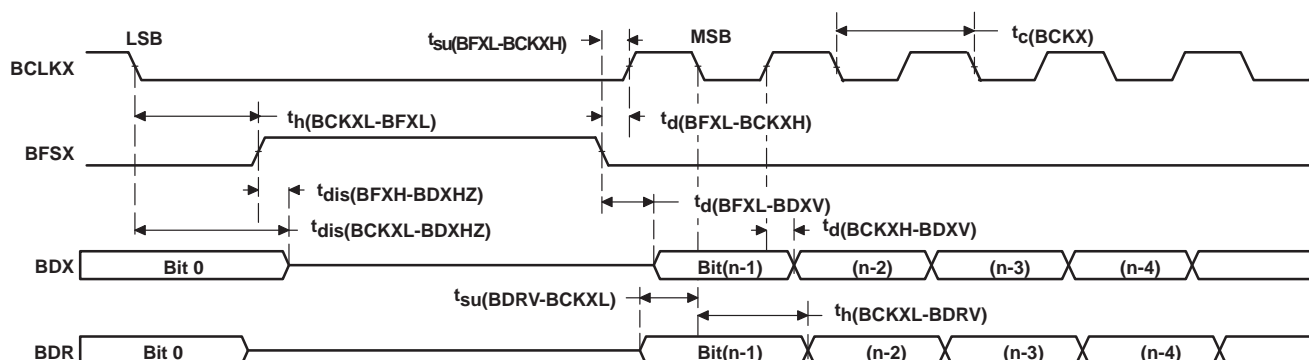 LSB
tsu(BFXL-BCKXH)
MSB
tc(BCKX)
BCLKX
th(BCKXL-BFXL)
td(BFXL-BCKXH)
BFSX
tdis(BFXH-BDXHZ)
td(BFXL-BDXV)
tdis(BCKXL-BDXHZ)
td(BCKXH-BDXV)
BDX
Bit 0
Bit(n-1)
(n-2)
(n-3)
(n-4)
tsu(BDRV-BCKXL)
th(BCKXL-BDRV)
BDR
Bit 0
Bit(n-1)
(n-2)
(n-3)
(n-4)